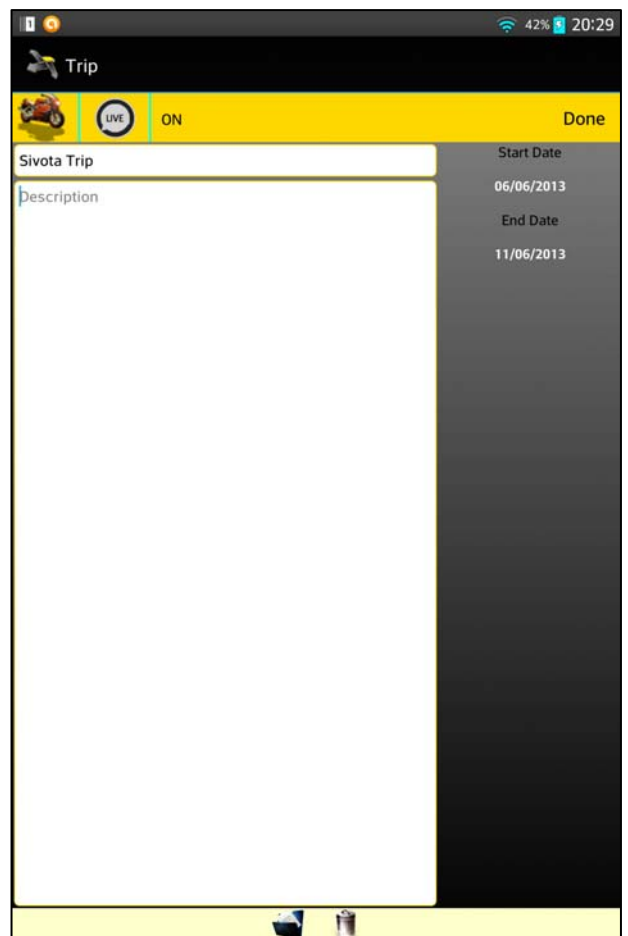 1 42% 20:29
Trip
LIVE ON Done
Sivota Trip
Description
Start Date
06/06/2013
End Date
11/06/2013